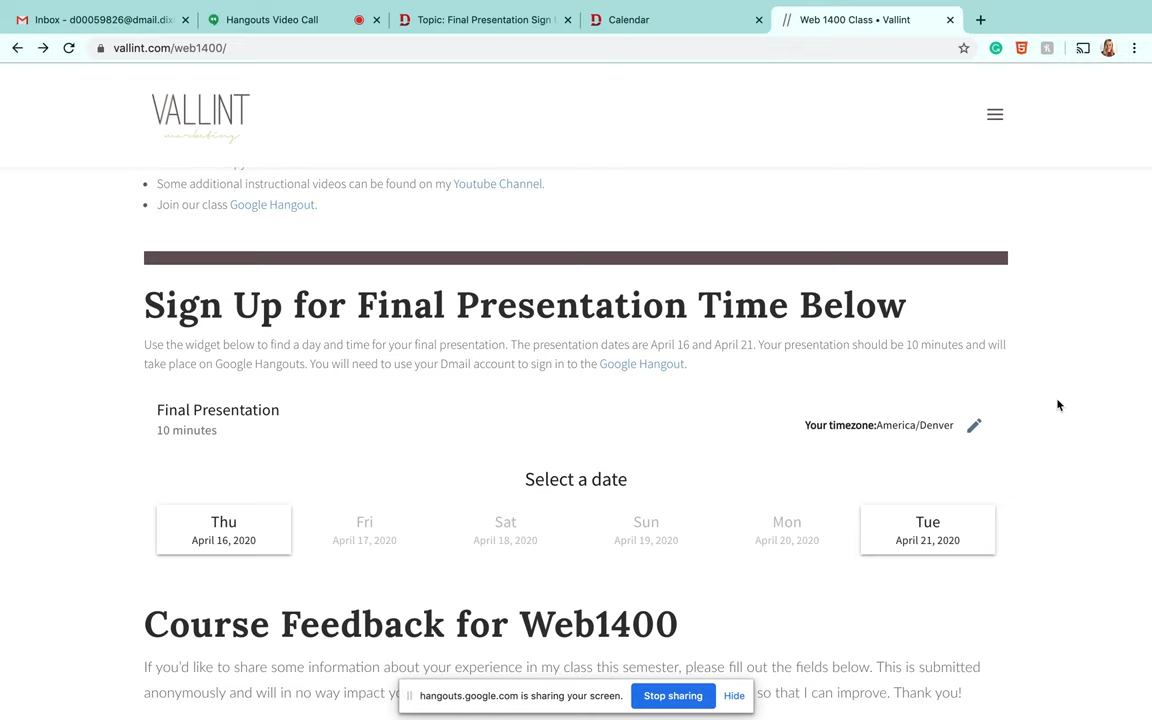 Inbox - d00059826@dmail.dix
Hangouts Video Call
Topic: Final Presentation Sign
Calendar
Web 1400 Class • Vallint
vallint.com/web1400/
VALLINT
marketing
Some additional instructional videos can be found on my Youtube Channel.
Join our class Google Hangout.
Sign Up for Final Presentation Time Below
Use the widget below to find a day and time for your final presentation. The presentation dates are April 16 and April 21. Your presentation should be 10 minutes and will
take place on Google Hangouts. You will need to use your Dmail account to sign in to the Google Hangout.
Final Presentation
10 minutes
Your timezone:America/Denver
Select a date
Thu Fri Sat Sun Mon Tue
April 16, 2020 April 17, 2020 April 18, 2020 April 19, 2020 April 20, 2020 April 21, 2020
Course Feedback for Web1400
If you'd like to share some information about your experience in my class this semester, please fill out the fields below. This is submitted
anonymously and will in no way impact so that I can improve. Thank you!
hangouts.google.com is sharing your screen. Stop sharing Hide